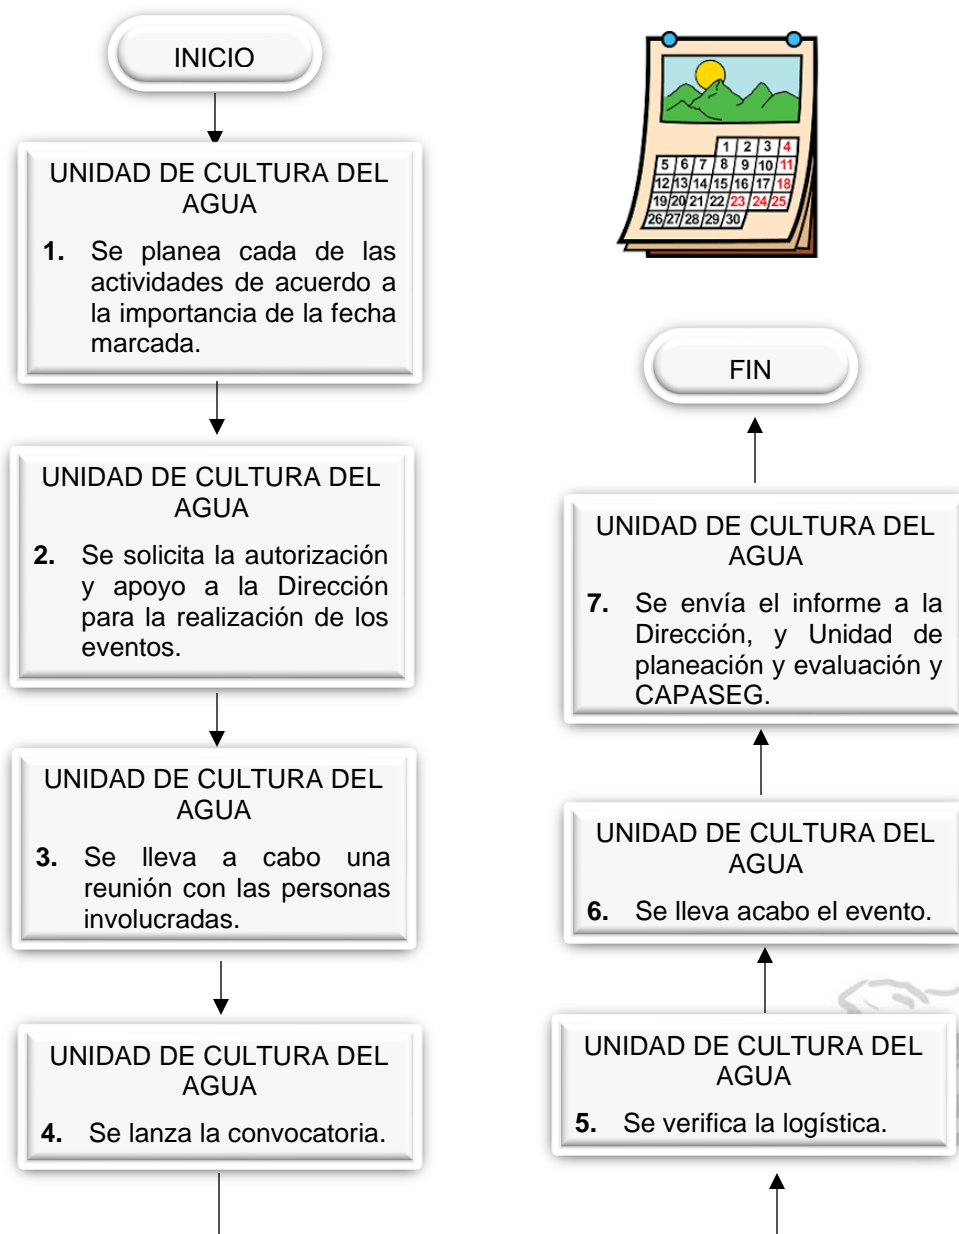 INICIO
UNIDAD DE CULTURA DEL
AGUA
1. Se planea cada de las
actividades de acuerdo a
la importancia de la fecha
marcada.
UNIDAD DE CULTURA DEL
AGUA
2. Se solicita la autorización
y apoyo a la Dirección
para la realización de los
eventos.
UNIDAD DE CULTURA DEL
AGUA
3. Se lleva a cabo una
reunión con las personas
involucradas.
UNIDAD DE CULTURA DEL
AGUA
4. Se lanza la convocatoria.
UNIDAD DE CULTURA DEL
AGUA
5. Se verifica la logística.
UNIDAD DE CULTURA DEL
AGUA
6. Se lleva acabo el evento.
UNIDAD DE CULTURA DEL
AGUA
7. Se envía el informe a la
Dirección, y Unidad de
planeación y evaluación y
CAPASEG.
FIN
1 2 3 4
5 6 7 8 9 10 11
12 13 14 15 16 17 18
19 20 21 22 23 24 25
26 27 28 29 30